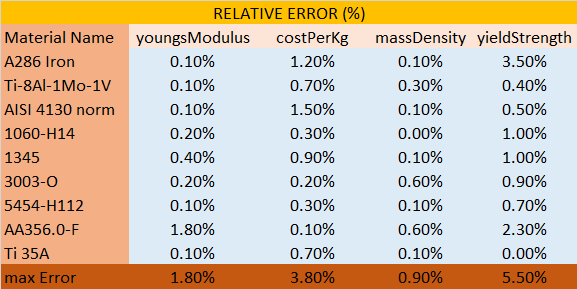 RELATIVE ERROR (%)
Material Name youngsModulus costPerKg massDensity yieldStrength
A286 Iron 0.10% 1.20% 0.10% 3.50%
Ti-8Al-1Mo-1V 0.10% 0.70% 0.30% 0.40%
AISI 4130 norm 0.10% 1.50% 0.10% 0.50%
1060-H14 0.20% 0.30% 0.00% 1.00%
1345 0.40% 0.90% 0.10% 1.00%
3003-O 0.20% 0.20% 0.60% 0.90%
5454-H112 0.10% 0.30% 0.10% 0.70%
AA356.0-F 1.80% 0.10% 0.60% 2.30%
Ti 35A 0.10% 0.70% 0.10% 0.00%
max Error 1.80% 3.80% 0.90% 5.50%